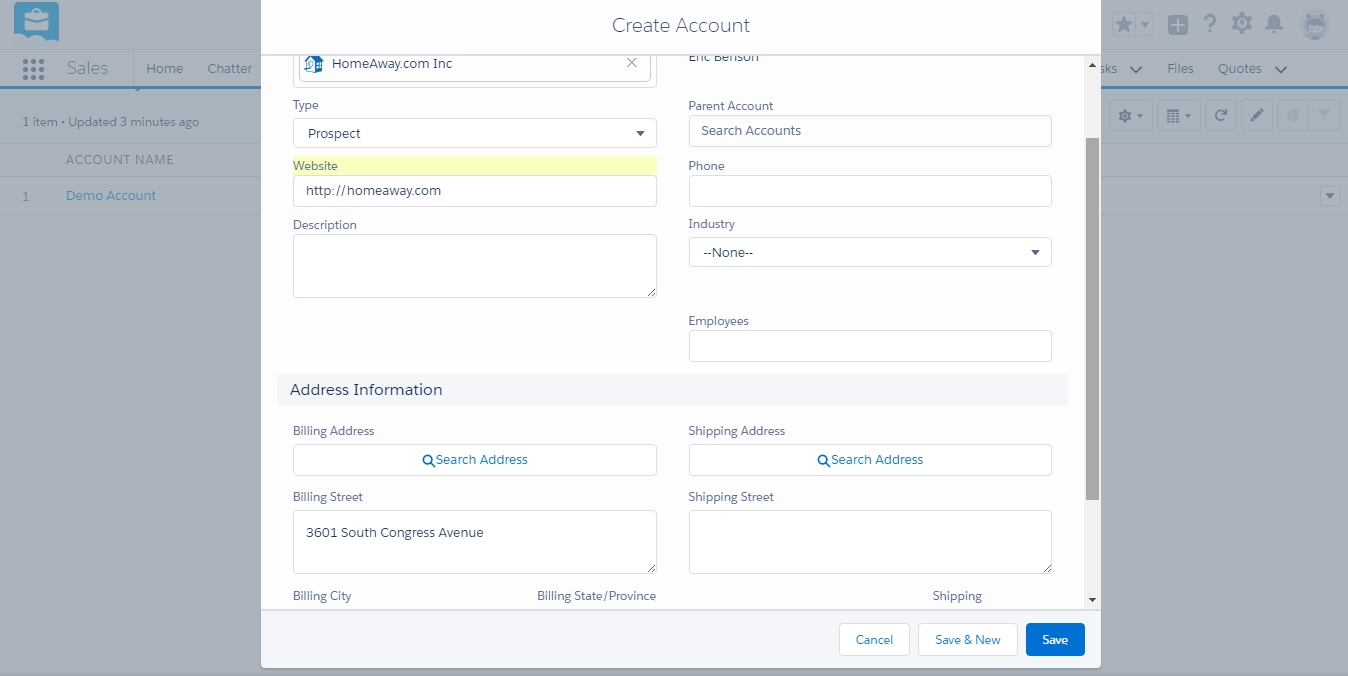 Create Account
Sales
Home
Chatter
sks
Files
Quotes
HomeAway.com Inc
Eric Benson
1 item • Updated 3 minutes ago
Type
Parent Account
Prospect
Search Accounts
ACCOUNT NAME
Website
Phone
1
Demo Account
http://homeaway.com
Description
Industry
--None--
Employees
Address Information
Billing Address
Shipping Address
Search Address
Search Address
Billing Street
Shipping Street
3601 South Congress Avenue
Billing City
Billing State/Province
Shipping
Cancel
Save & New
Save